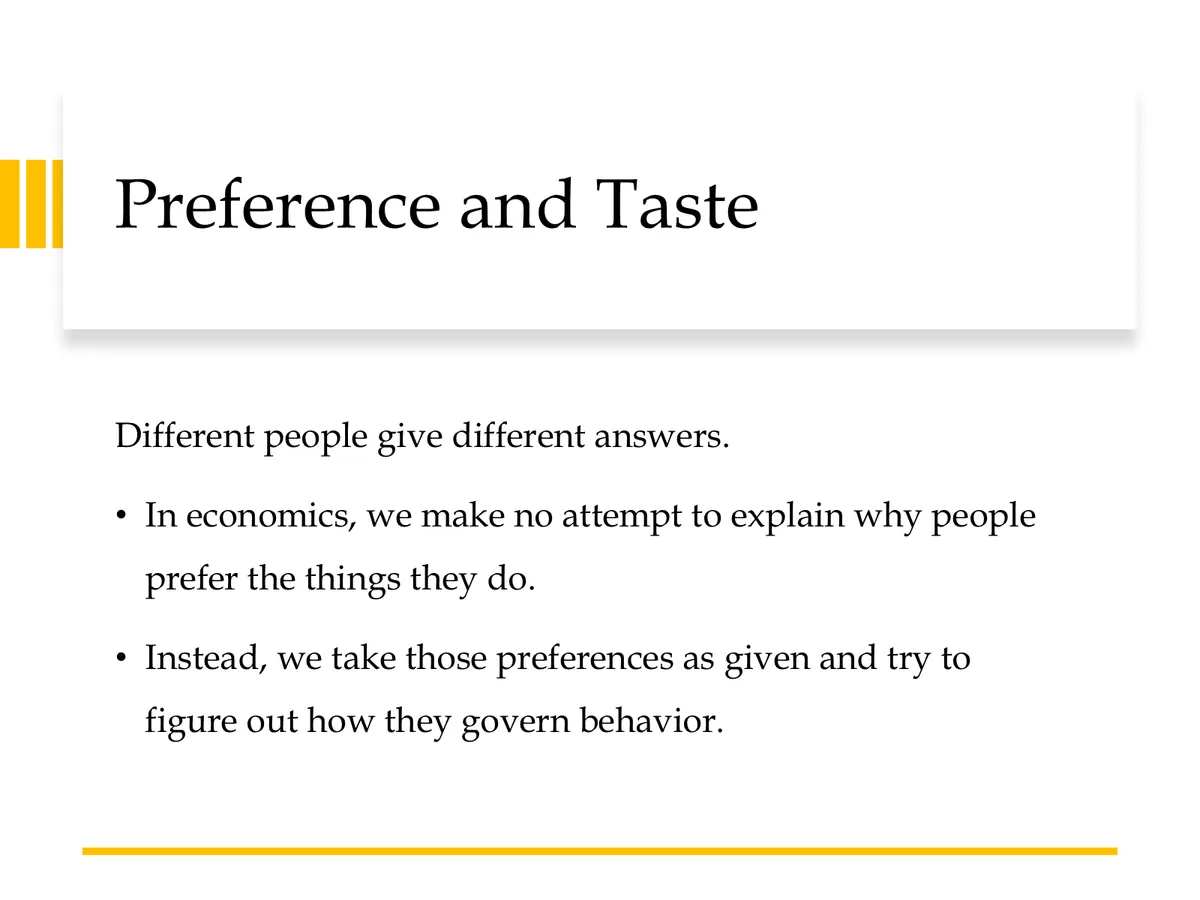 Preference and Taste
Different people give different answers.
• In economics, we make no attempt to explain why people
prefer the things they do.
• Instead, we take those preferences as given and try to
figure out how they govern behavior.